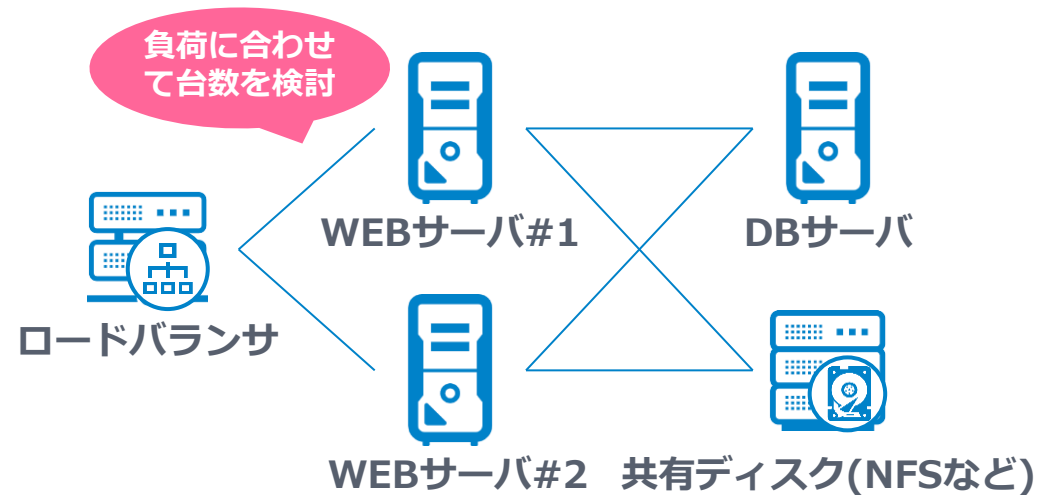 負荷に合わせ
て台数を検討
WEBサーバ#1
DBサーバ
ロードバランサ
WEBサーバ#2
共有ディスク(NFSなど)